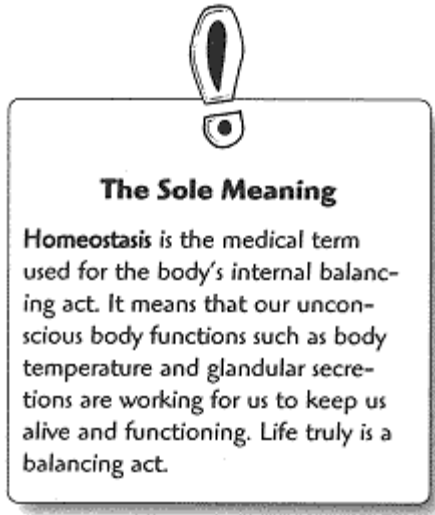 The Sole Meaning
Homeostasis is the medical term
used for the body's internal balanc-
ing act. It means that our uncon-
scious body functions such as body
temperature and glandular secre-
tions are working for us to keep us
alive and functioning. Life truly is a
balancing act.